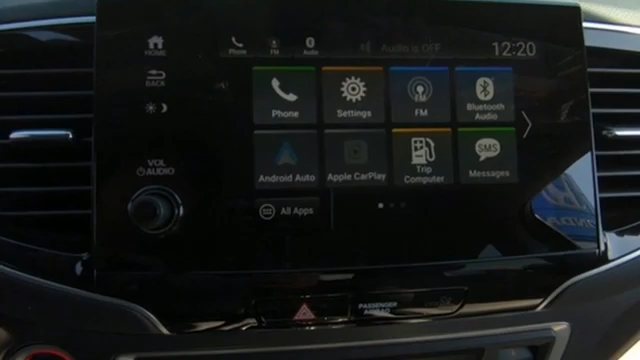 HOME
BACK
VOL
AUDIO
Phone
FM
Audio
Audio is OFF
12:20
Phone
Settings
FM
Bluetooth
Audio
Android Auto
Apple CarPlay
Trip
Computer
SMS
Messages
All Apps
PASSENGER
AIRBAG